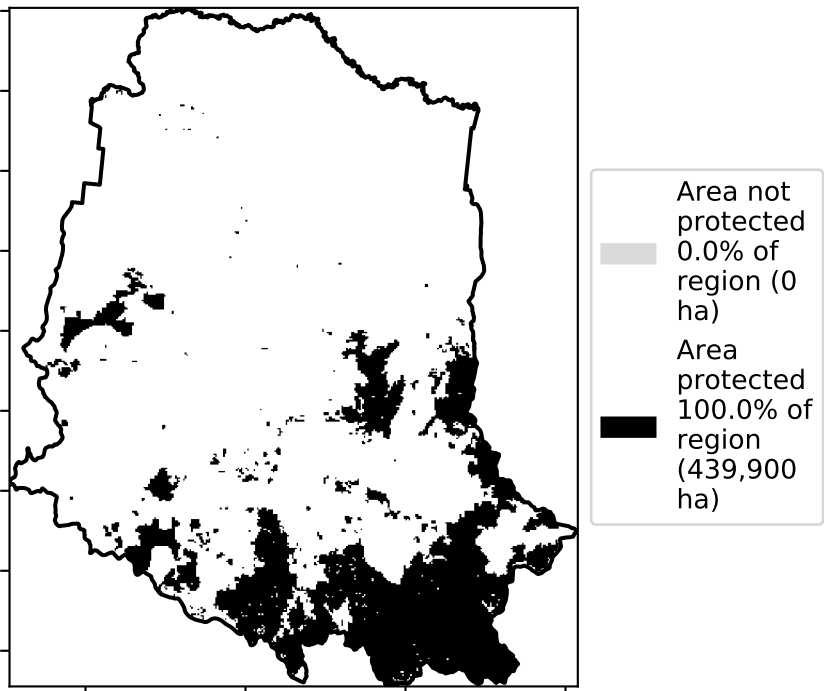 Area not
protected
0.0% of
region (0
ha)
Area
protected
100.0% of
region
(439,900
ha)